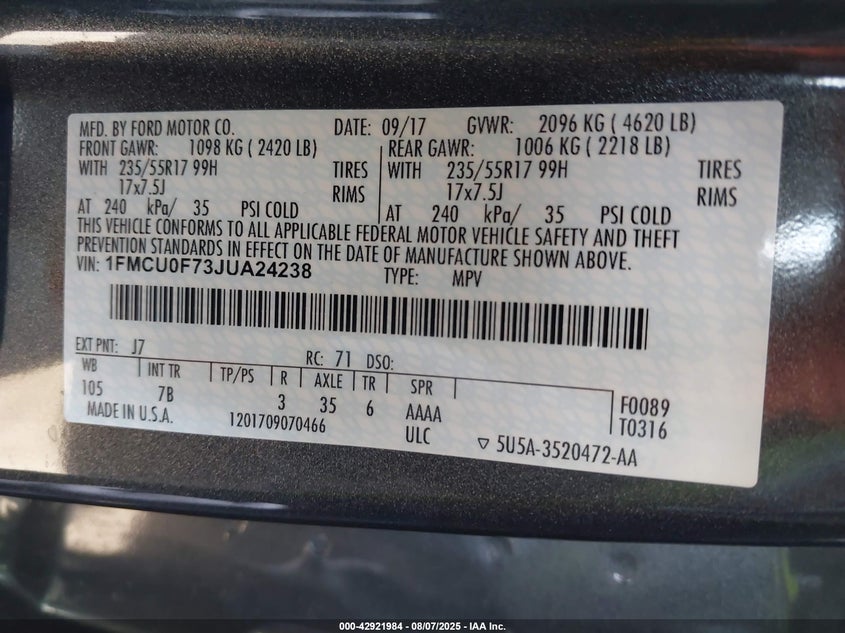 MFD. BY FORD MOTOR CO. DATE: 09/17 GVWR: 2096 KG ( 4620 LB)
FRONT GAWR: 1098 KG ( 2420 LB) REAR GAWR: 1006 KG ( 2218 LB)
WITH 235/55R17 99H TIRES WITH 235/55R17 99H TIRES
17x7.5J RIMS 17x7.5J RIMS
AT 240 kPa/ 35 PSI COLD AT 240 kPa/ 35 PSI COLD
THIS VEHICLE CONFORMS TO ALL APPLICABLE FEDERAL MOTOR VEHICLE SAFETY AND THEFT
PREVENTION STANDARDS IN EFFECT ON THE DATE OF MANUFACTURE SHOWN ABOVE.
VIN: 1FMCU0F73JUA24238 TYPE: MPV
EXT PNT: J7 RC: 71 DSO:
WB INT TR TP/PS R AXLE TR SPR
105 7B 3 35 6 AAAA F0089
MADE IN U.S.A. 1201709070466 ULC T0316
5U5A-3520472-AA
000-42921984 - 08/07/2025 - IAA Inc.